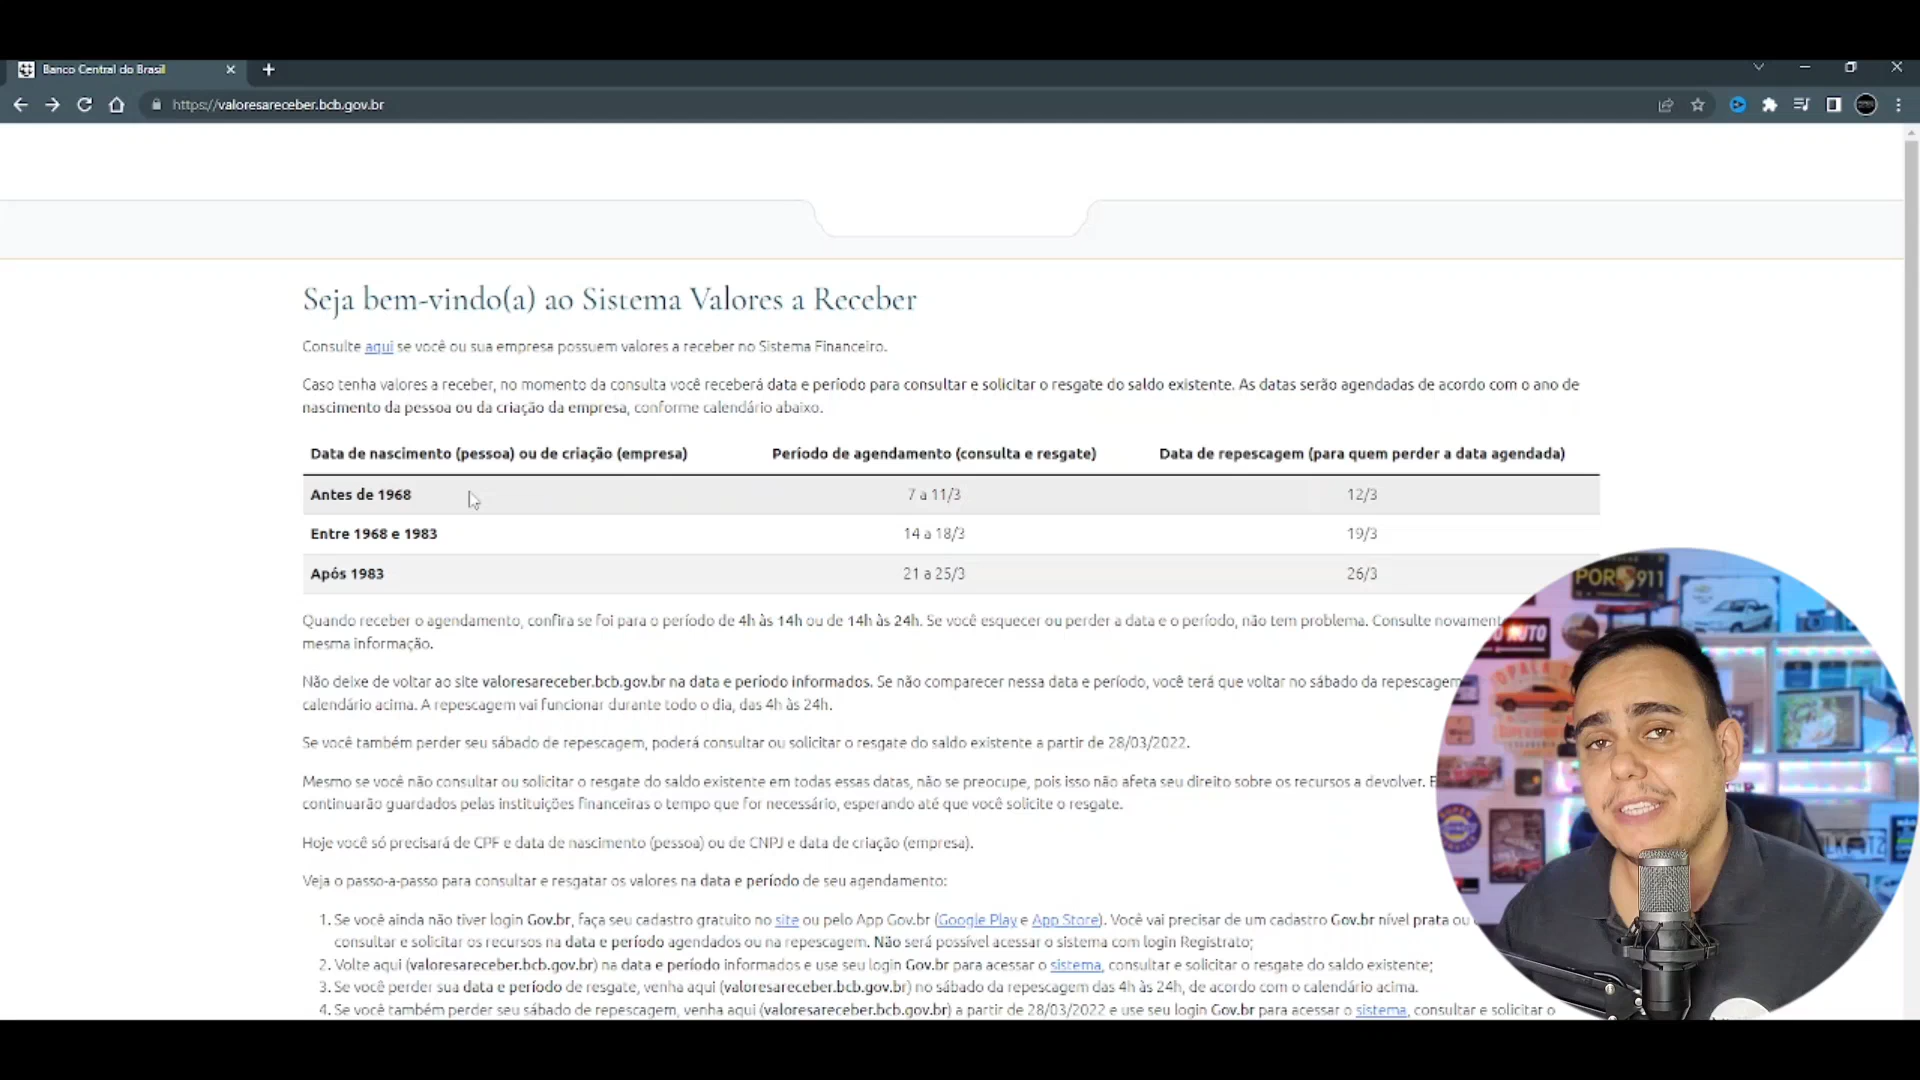 Banco Central do Brasil
https://valoresareceber.bcb.gov.br
Seja bem-vindo(a) ao Sistema Valores a Receber
Consulte aqui se você ou sua empresa possuem valores a receber no Sistema Financeiro.
Caso tenha valores a receber, no momento da consulta você receberá data e período para consultar e solicitar o resgate do saldo existente. As datas serão agendadas de acordo com o ano de
nascimento da pessoa ou da criação da empresa, conforme calendário abaixo.
Data de nascimento (pessoa) ou de criação (empresa) Período de agendamento (consulta e resgate) Data de repescagem (para quem perder a data agendada)
Antes de 1968 7 a 11/3 12/3
Entre 1968 e 1983 14 a 18/3 19/3
Após 1983 21 a 25/3 26/3
Quando receber o agendamento, confira se foi para o período de 4h às 14h ou de 14h às 24h. Se você esquecer ou perder a data e o período, não tem problema. Consulte
mesma informação.
Não deixe de voltar ao site valoresareceber.bcb.gov.br na data e período informados. Se não comparecer nessa data e período, você terá que voltar no sábado da repescagem
calendário acima. A repescagem vai funcionar durante todo o dia, das 4h às 24h.
Se você também perder seu sábado de repescagem, poderá consultar ou solicitar o resgate do saldo existente a partir de 28/03/2022.
Mesmo se você não consultar ou solicitar o resgate do saldo existente em todas essas datas, não se preocupe, pois isso não afeta seu direito sobre os recursos a devolver.
continuarão guardados pelas instituições financeiras o tempo que for necessário, esperando até que você solicite o resgate.
Hoje você só precisará de CPF e data de nascimento (pessoa) ou de CNPJ e data de criação (empresa).
Veja o passo-a-passo para consultar e resgatar os valores na data e período de seu agendamento:
1. Se você ainda não tiver login Gov.br, faça seu cadastro gratuito no site ou pelo App Gov.br (Google Play e App Store). Você vai precisar de um cadastro Gov.br nível prata ou
consultar e solicitar os recursos na data e período agendados ou na repescagem. Não será possível acessar o sistema com login Registrato;
2. Volte aqui (valoresareceber.bcb.gov.br) na data e período informados e use seu login Gov.br para acessar o sistema, consultar e solicitar o resgate do saldo existente;
3. Se você perder sua data e período de resgate, venha aqui (valoresareceber.bcb.gov.br) no sábado da repescagem das 4h às 24h, de acordo com o calendário acima.
4. Se você também perder seu sábado de repescagem, venha aqui (valoresareceber.bcb.gov.br) a partir de 28/03/2022 e use seu login Gov.br para acessar o sistema, consultar e solicitar o
POR 911
AUTO